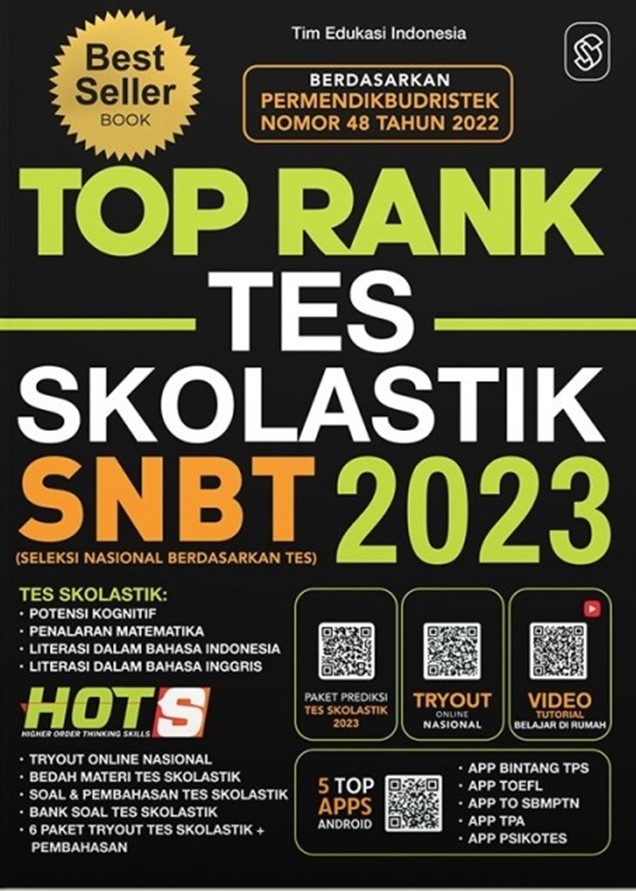 Best
Seller
BOOK
Tim Edukasi Indonesia
BERDASARKAN
PERMENDIKBUDRISTEK
NOMOR 48 TAHUN 2022
TOP RANK
TES
SKOLASTIK
SNBT 2023
(SELEKSI NASIONAL BERDASARKAN TES)
TES SKOLASTIK:
• POTENSI KOGNITIF
• PENALARAN MATEMATIKA
• LITERASI DALAM BAHASA INDONESIA
• LITERASI DALAM BAHASA INGGRIS
HOTS
HIGHER ORDER THINKING SKILLS
• TRYOUT ONLINE NASIONAL
• BEDAH MATERI TES SKOLASTIK
• SOAL & PEMBAHASAN TES SKOLASTIK
• BANK SOAL TES SKOLASTIK
• 6 PAKET TRYOUT TES SKOLASTIK +
PEMBAHASAN
PAKET PREDIKSI
TES SKOLASTIK
2023
TRYOUT
ONLINE
NASIONAL
VIDEO
TUTORIAL
BELAJAR DI RUMAH
5 TOP
APPS
ANDROID
• APP BINTANG TPS
• APP TOEFL
• APP TO SBMPTN
• APP TPA
• APP PSIKOTES